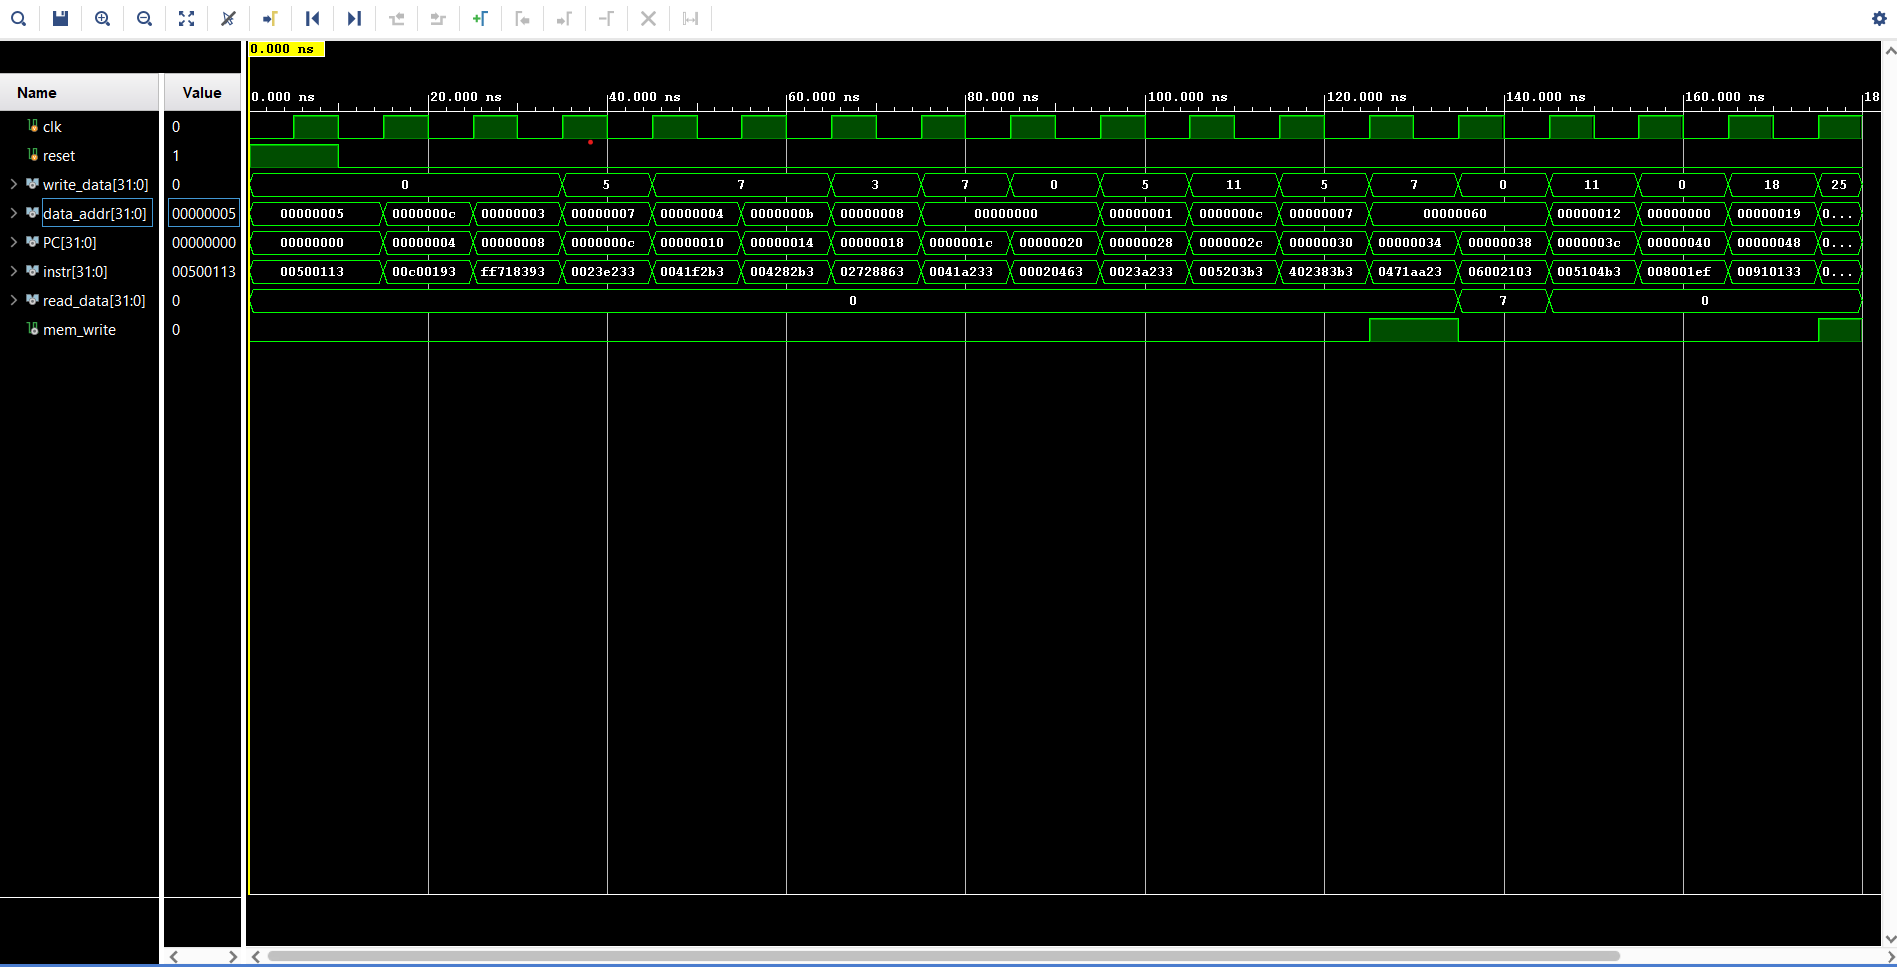 0.000 ns
Name Value
0.000 ns 20.000 ns 40.000 ns 60.000 ns 80.000 ns 100.000 ns 120.000 ns 140.000 ns 160.000 ns 18
clk 0
reset 1
write_data[31:0] 0 0 5 7 3 7 0 5 11 5 7 0 11 0 18 25
data_addr[31:0] 00000005 00000005 0000000c 00000003 00000007 00000004 0000000b 00000008 00000000 00000001 0000000c 00000007 00000060 00000012 00000000 00000019 0...
PC[31:0] 00000000 00000000 00000004 00000008 0000000c 00000010 00000014 00000018 0000001c 00000020 00000028 0000002c 00000030 00000034 00000038 0000003c 00000040 00000048 0...
instr[31:0] 00500113 00500113 00c00193 ff718393 0023e233 0041f2b3 004282b3 02728863 0041a233 00020463 0023a233 005203b3 402383b3 0471aa23 06002103 005104b3 008001ef 00910133 0...
read_data[31:0] 0 0 7 0
mem_write 0